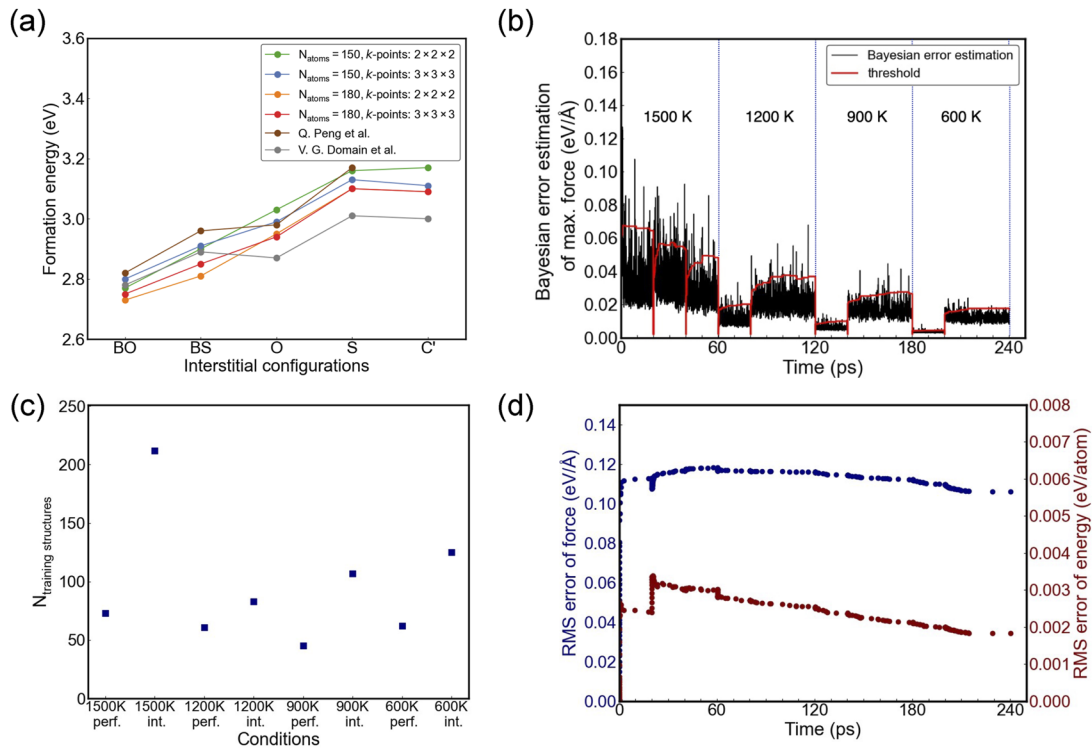 (a)
3.6
3.4
3.2
3.0
2.8
2.6
Formation energy (eV)
N_atoms = 150, k-points: 2 × 2 × 2
N_atoms = 150, k-points: 3 × 3 × 3
N_atoms = 180, k-points: 2 × 2 × 2
N_atoms = 180, k-points: 3 × 3 × 3
Q. Peng et al.
V. G. Domain et al.
BO BS O S C'
Interstitial configurations
(b)
0.18
0.16
0.14
0.12
0.10
0.08
0.06
0.04
0.02
0.00
Bayesian error estimation
of max. force (eV/Å)
Bayesian error estimation
threshold
1500 K 1200 K 900 K 600 K
0 60 120 180 240
Time (ps)
(c)
250
200
150
100
50
0
N_training structures
1500K 1500K 1200K 1200K 900K 900K 600K 600K
perf. int. perf. int. perf. int. perf. int.
Conditions
(d)
0.14
0.12
0.10
0.08
0.06
0.04
0.02
0.00
RMS error of force (eV/Å)
0.008
0.007
0.006
0.005
0.004
0.003
0.002
0.001
0.000
RMS error of energy (eV/atom)
0 60 120 180 240
Time (ps)